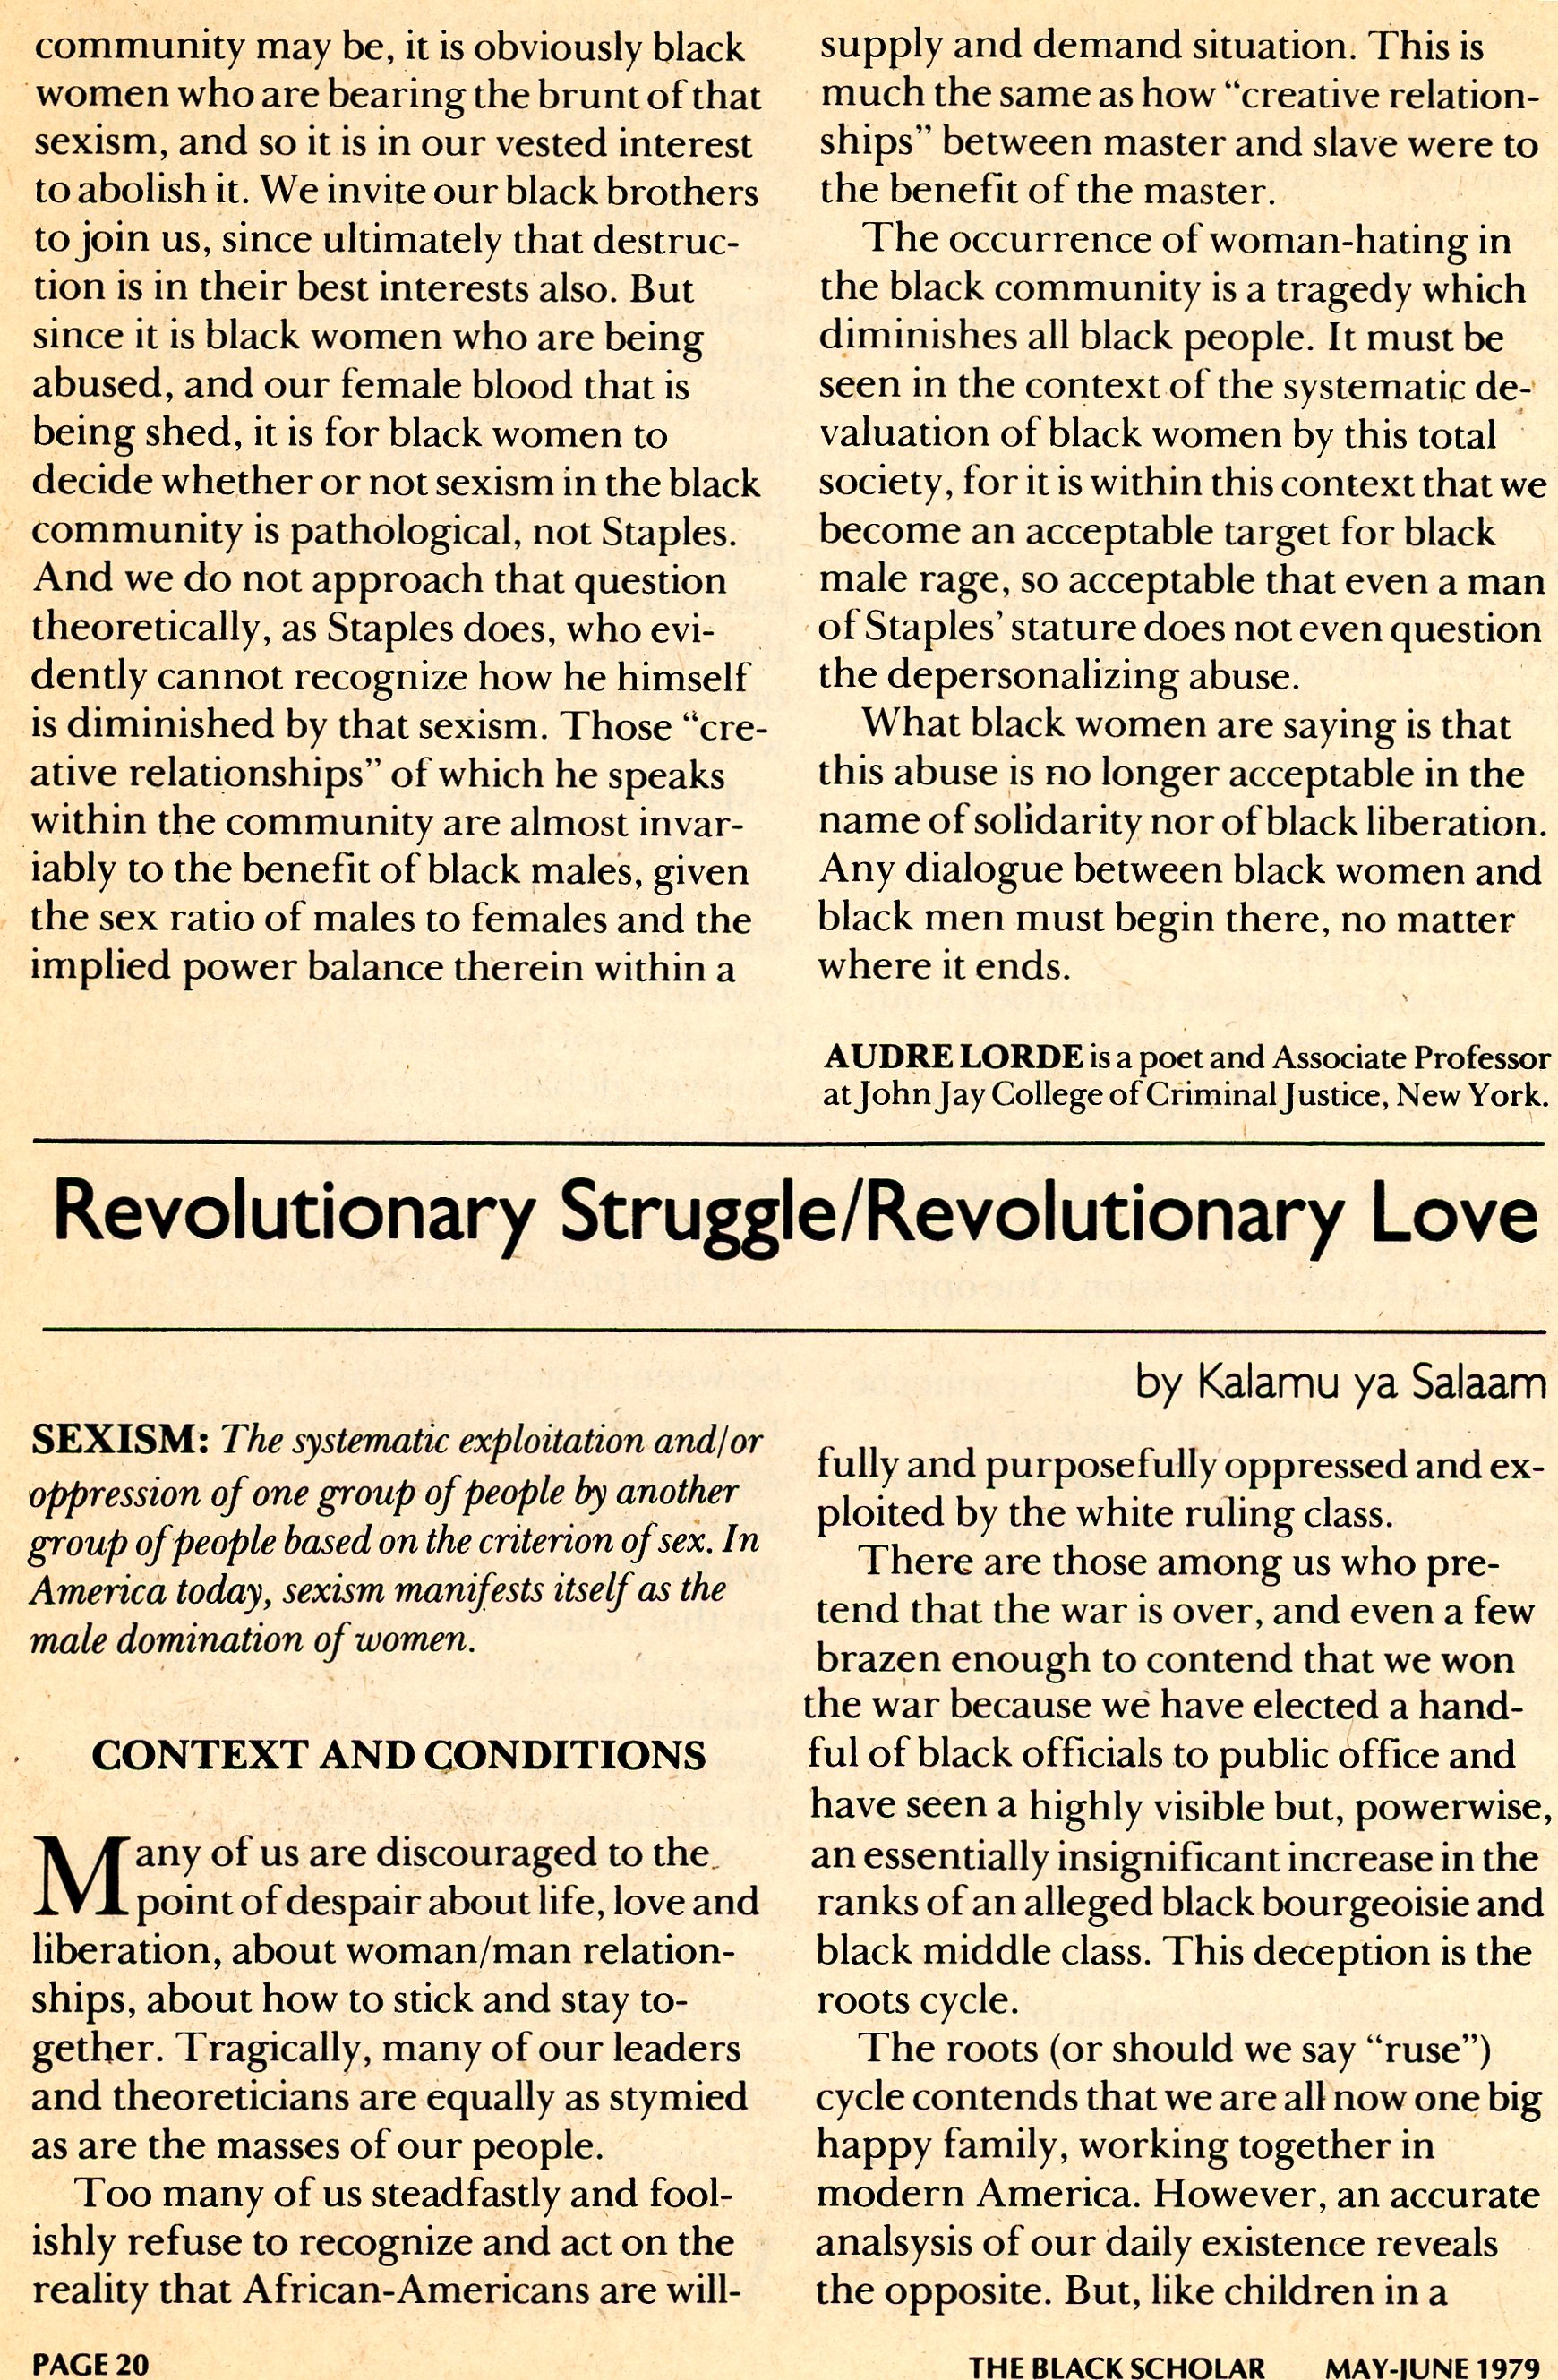 community may be, it is obviously black
women who are bearing the brunt of that
sexism, and so it is in our vested interest
to abolish it. We invite our black brothers
to join us, since ultimately that destruc-
tion is in their best interests also. But
since it is black women who are being
abused, and our female blood that is
being shed, it is for black women to
decide whether or not sexism in the black
community is pathological, not Staples.
And we do not approach that question
theoretically, as Staples does, who evi-
dently cannot recognize how he himself
is diminished by that sexism. Those “cre-
ative relationships” of which he speaks
within the community are almost invar-
iably to the benefit of black males, given
the sex ratio of males to females and the
implied power balance therein within a
supply and demand situation. This is
much the same as how “creative relation-
ships” between master and slave were to
the benefit of the master.
The occurrence of woman-hating in
the black community is a tragedy which
diminishes all black people. It must be
seen in the context of the systematic de-
valuation of black women by this total
society, for it is within this context that we
become an acceptable target for black
male rage, so acceptable that even a man
of Staples’ stature does not even question
the depersonalizing abuse.
What black women are saying is that
this abuse is no longer acceptable in the
name of solidarity nor of black liberation.
Any dialogue between black women and
black men must begin there, no matter
where it ends.
AUDRE LORDE is a poet and Associate Professor
at John Jay College of Criminal Justice, New York.
Revolutionary Struggle/Revolutionary Love
by Kalamu ya Salaam
SEXISM: The systematic exploitation and/or
oppression of one group of people by another
group of people based on the criterion of sex. In
America today, sexism manifests itself as the
male domination of women.
CONTEXT AND CONDITIONS
Many of us are discouraged to the
point of despair about life, love and
liberation, about woman/man relation-
ships, about how to stick and stay to-
gether. Tragically, many of our leaders
and theoreticians are equally as stymied
as are the masses of our people.
Too many of us steadfastly and fool-
ishly refuse to recognize and act on the
reality that African-Americans are will-
fully and purposefully oppressed and ex-
ploited by the white ruling class.
There are those among us who pre-
tend that the war is over, and even a few
brazen enough to contend that we won
the war because we have elected a hand-
ful of black officials to public office and
have seen a highly visible but, powerwise,
an essentially insignificant increase in the
ranks of an alleged black bourgeoisie and
black middle class. This deception is the
roots cycle.
The roots (or should we say “ruse”)
cycle contends that we are all now one big
happy family, working together in
modern America. However, an accurate
analsysis of our daily existence reveals
the opposite. But, like children in a
PAGE 20
THE BLACK SCHOLAR MAY-JUNE 1979